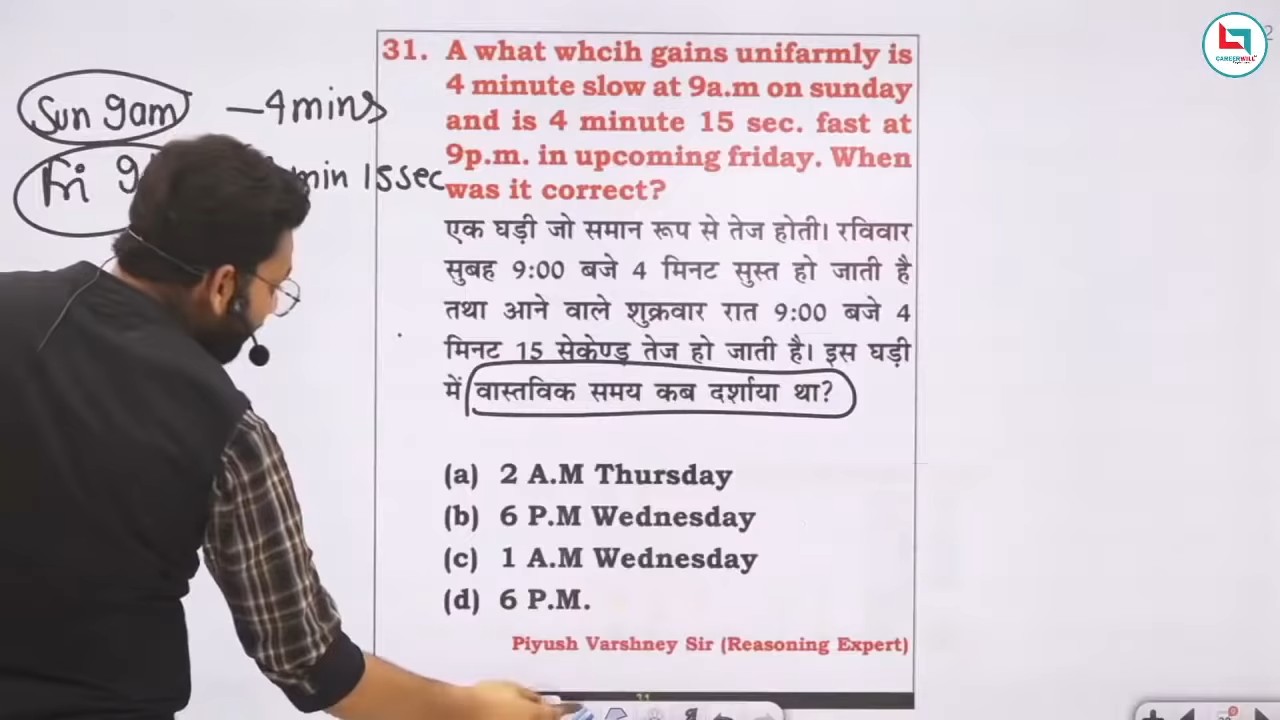 CAREERWILL
2
Sun 9am -4mins
Fri min 15sec
31. A what whcih gains unifarmly is
4 minute slow at 9a.m on sunday
and is 4 minute 15 sec. fast at
9p.m. in upcoming friday. When
was it correct?
एक घड़ी जो समान रूप से तेज होती। रविवार
सुबह 9:00 बजे 4 मिनट सुस्त हो जाती है
तथा आने वाले शुक्रवार रात 9:00 बजे 4
मिनट 15 सेकेण्ड़ तेज हो जाती है। इस घड़ी
में वास्तविक समय कब दर्शाया था?
(a) 2 A.M Thursday
(b) 6 P.M Wednesday
(c) 1 A.M Wednesday
(d) 6 P.M.
Piyush Varshney Sir (Reasoning Expert)
31